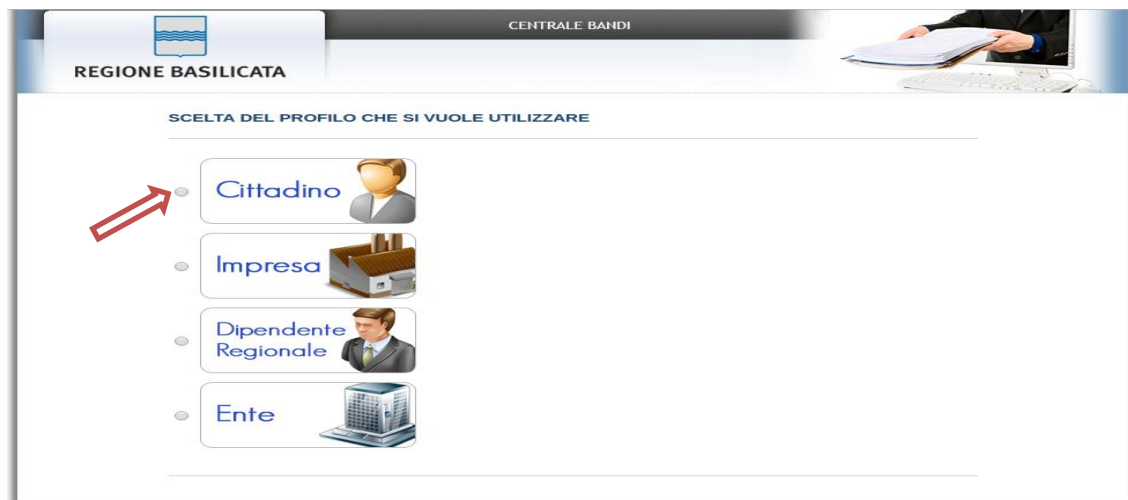 CENTRALE BANDI
REGIONE BASILICATA
SCELTA DEL PROFILO CHE SI VUOLE UTILIZZARE
Cittadino
Impresa
Dipendente
Regionale
Ente